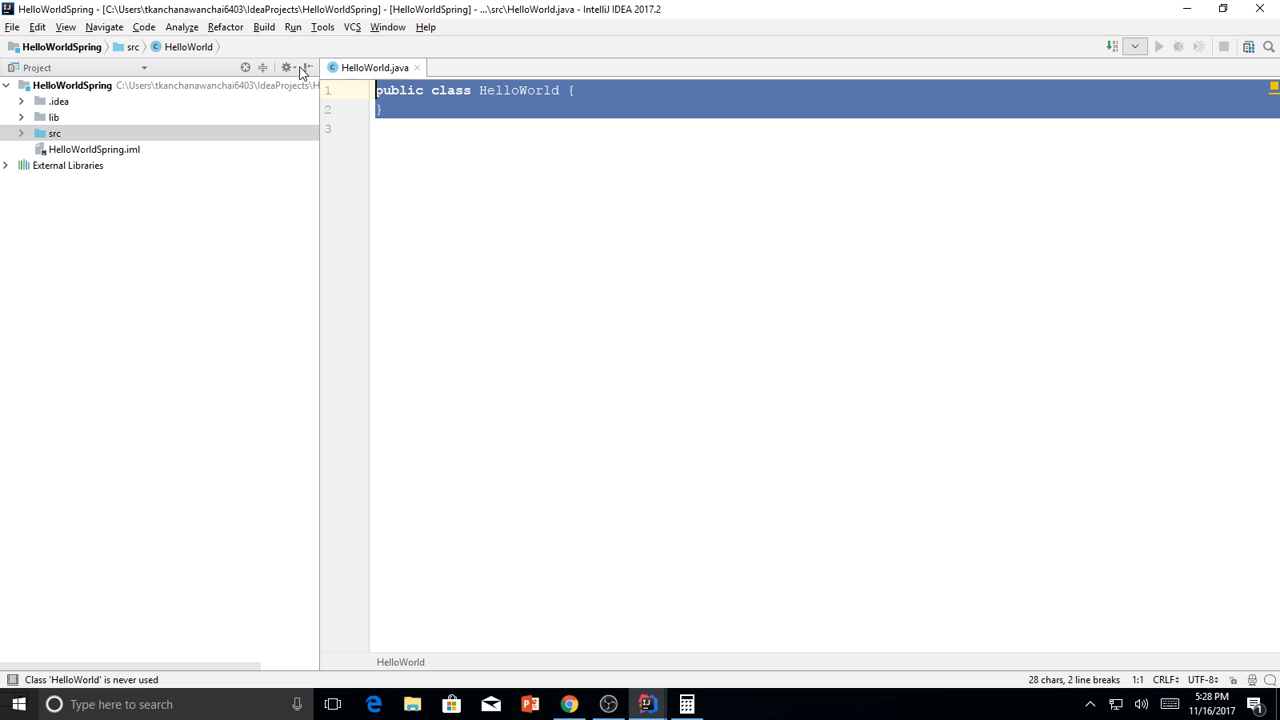 HelloWorldSpring - [C:\Users\tkanchanawanchai6403\IdeaProjects\HelloWorldSpring] - [HelloWorldSpring] - ...\src\HelloWorld.java - IntelliJ IDEA 2017.2
File Edit View Navigate Code Analyze Refactor Build Run Tools VCS Window Help
HelloWorldSpring src HelloWorld
Project
HelloWorld.java
HelloWorldSpring C:\Users\tkanchanawanchai6403\IdeaProjects\H
.idea
lib
src
HelloWorldSpring.iml
External Libraries
1 public class HelloWorld {
2 }
3
HelloWorld
Class 'HelloWorld' is never used
28 chars, 2 line breaks 1:1 CRLF UTF-8
Type here to search
5:28 PM
11/16/2017